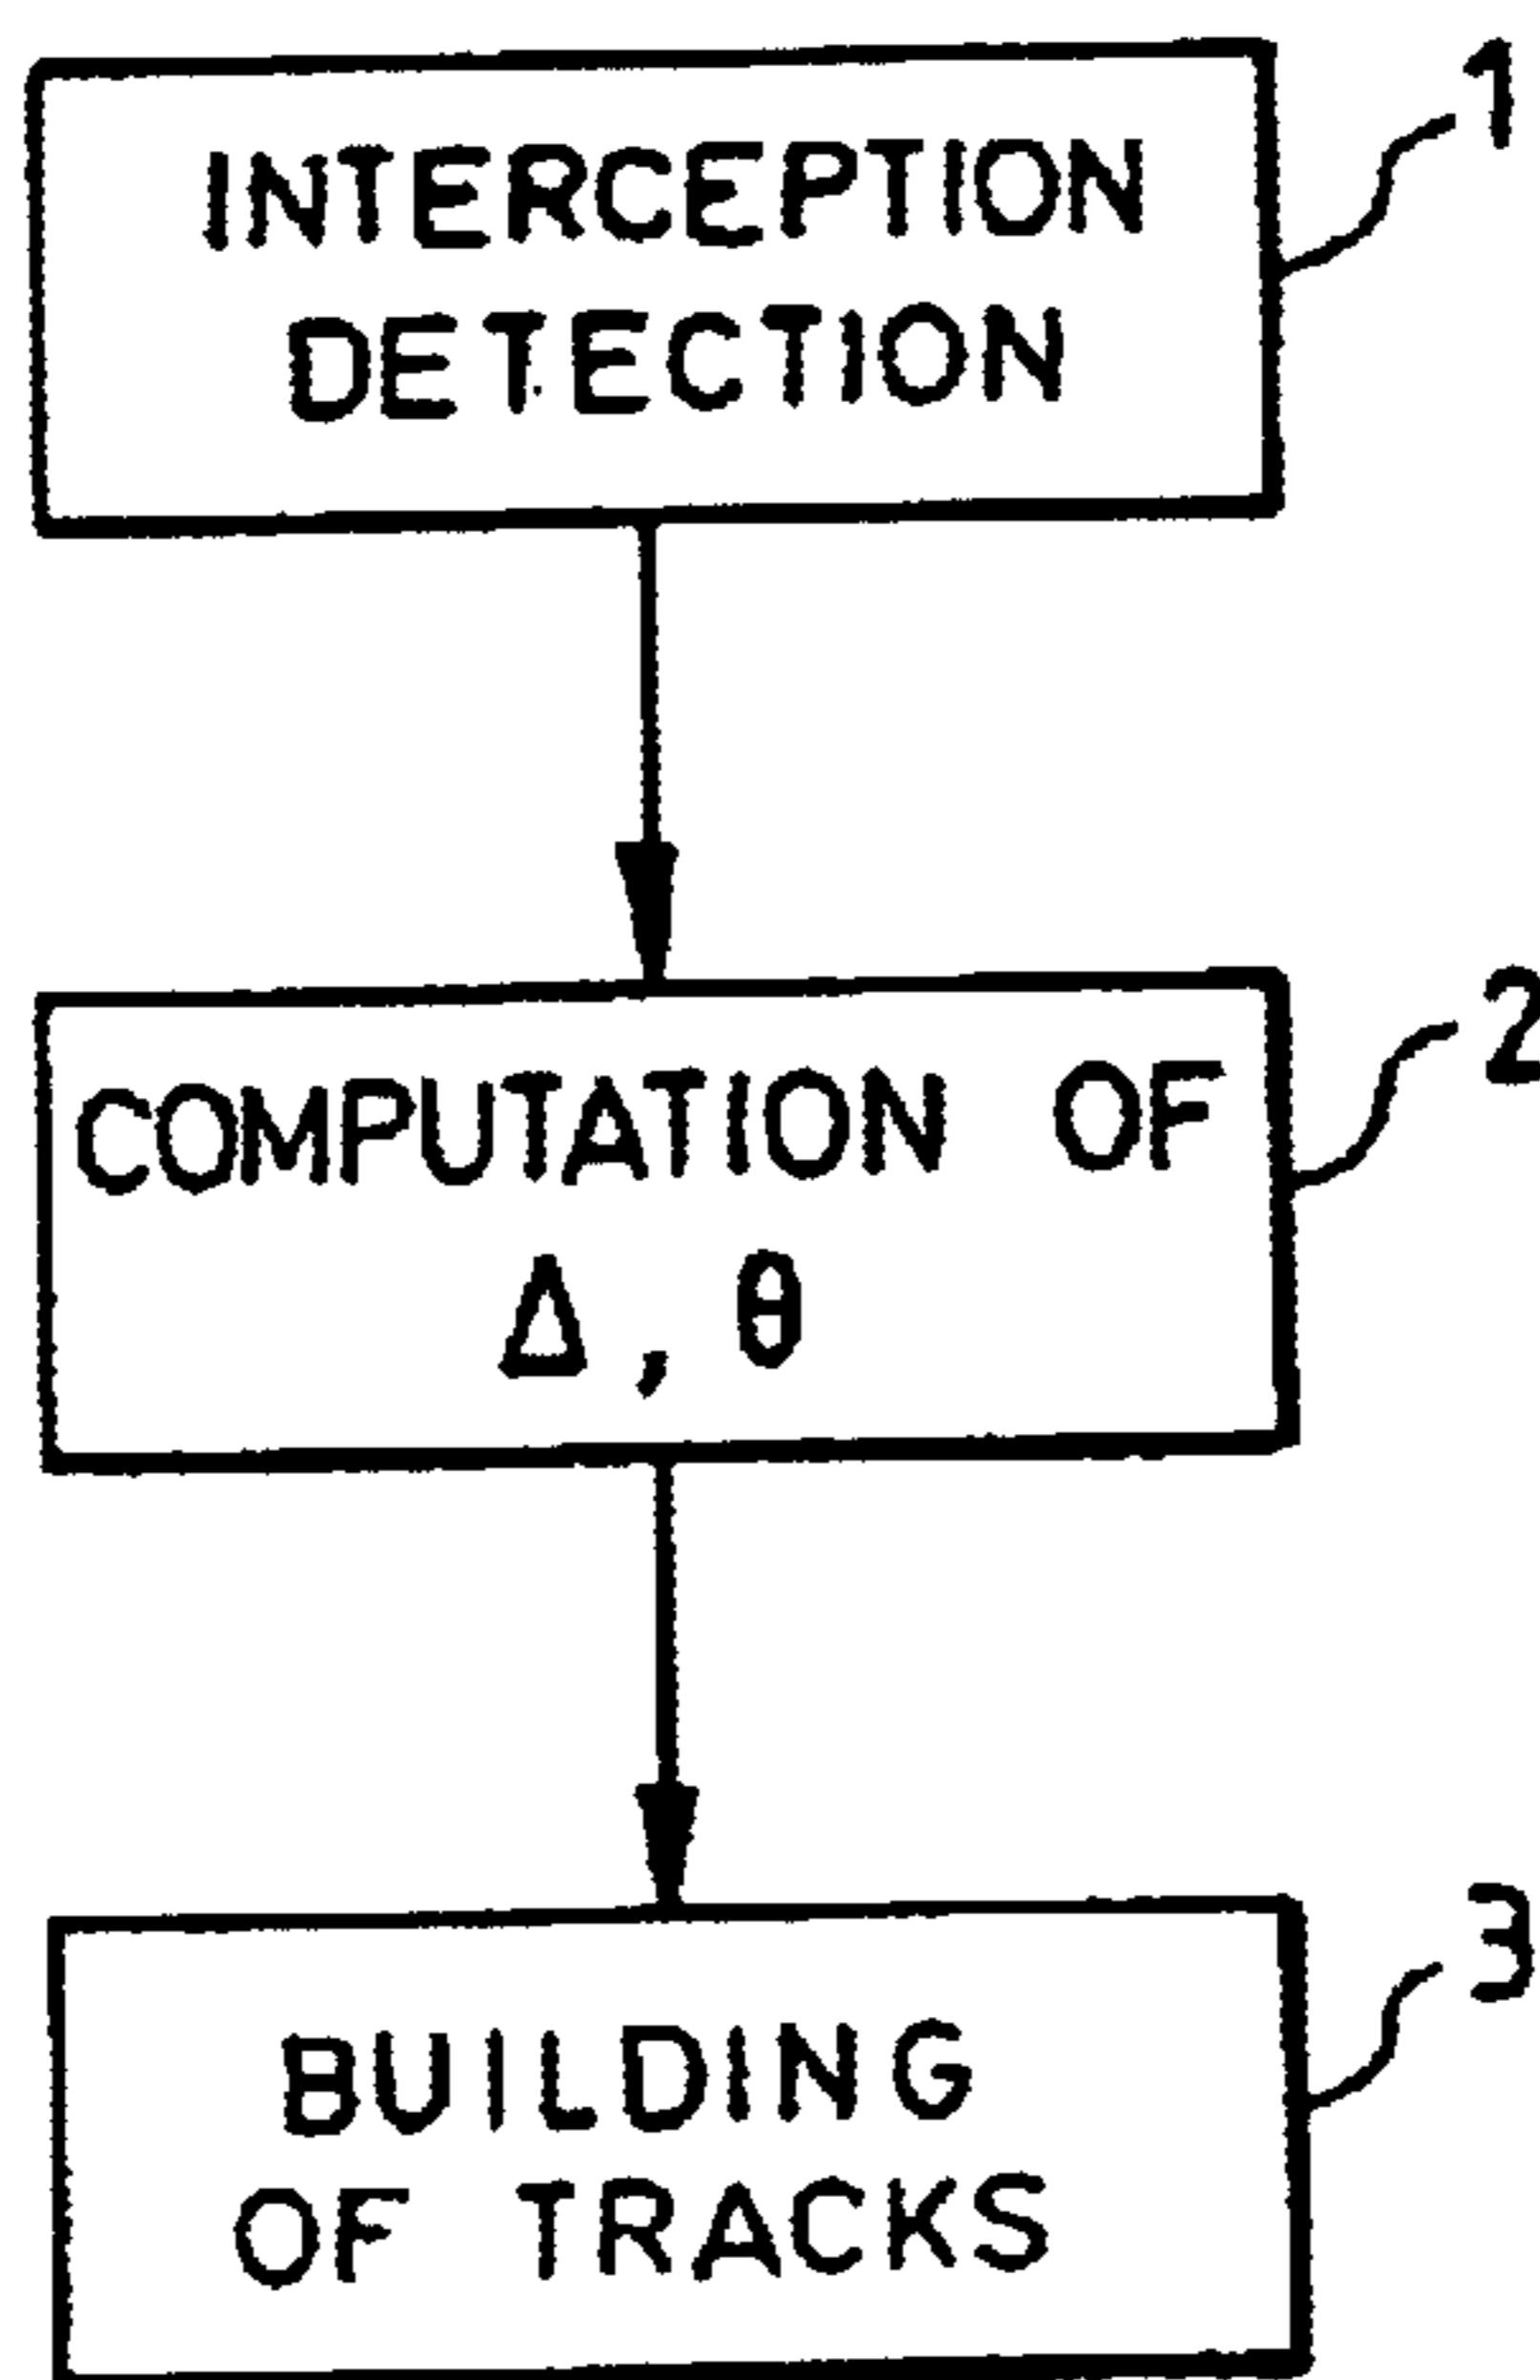 1
INTERCEPTION
DETECTION
2
COMPUTATION OF
Δ, θ
3
BUILDING
OF TRACKS